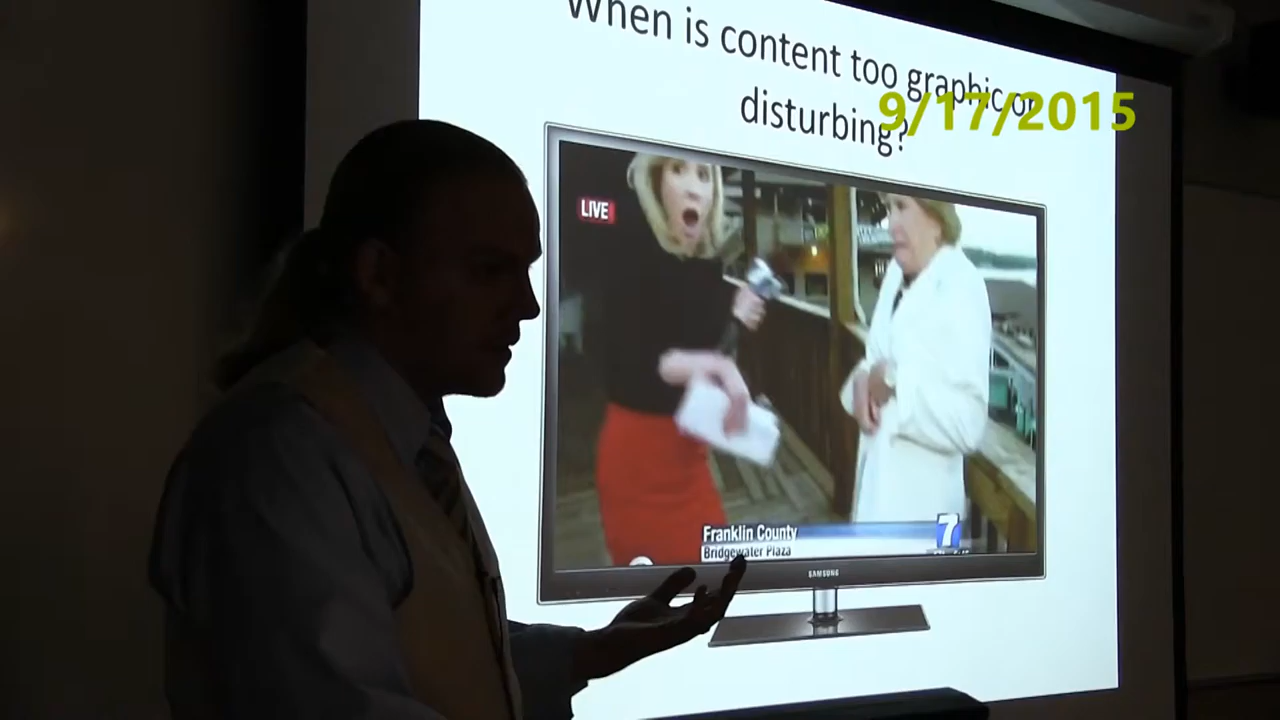 When is content too graphic or
disturbing?
9/17/2015
LIVE
Franklin County
7
Bridgewater Plaza
SAMSUNG